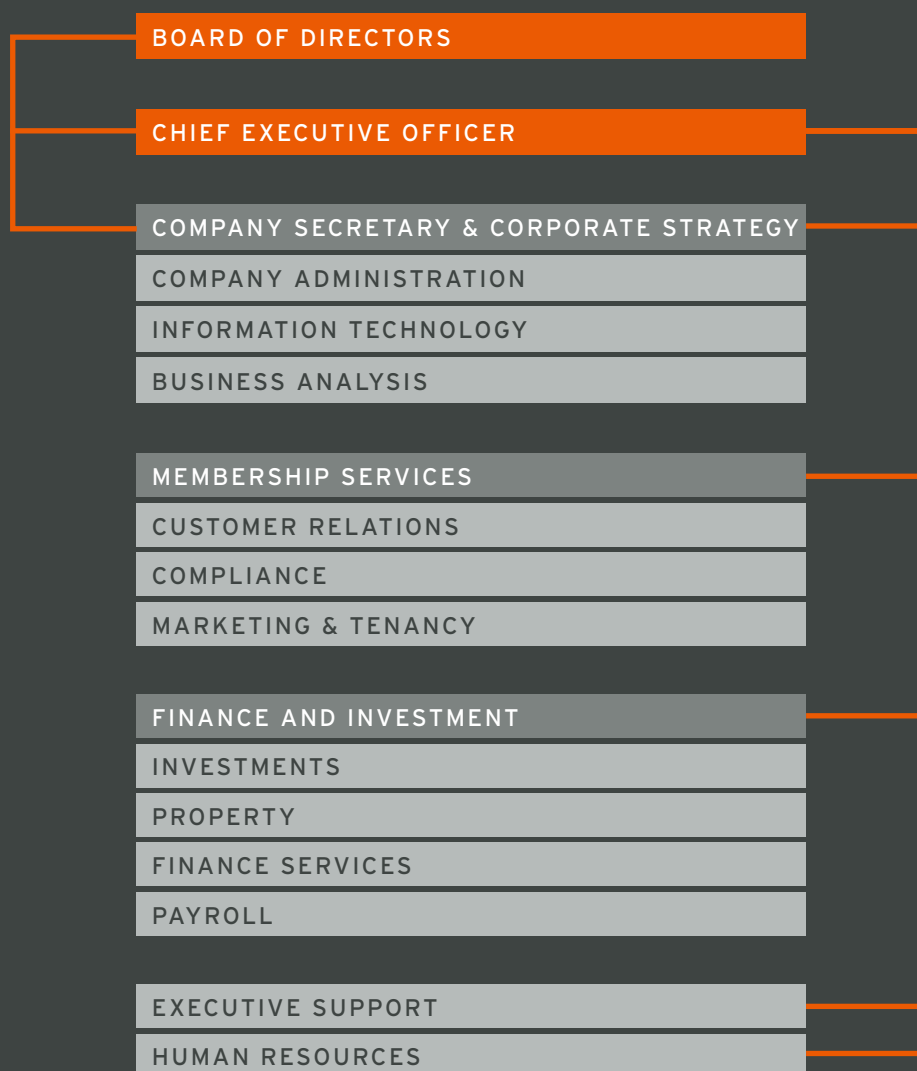 BOARD OF DIRECTORS
CHIEF EXECUTIVE OFFICER
COMPANY SECRETARY & CORPORATE STRATEGY
COMPANY ADMINISTRATION
INFORMATION TECHNOLOGY
BUSINESS ANALYSIS
MEMBERSHIP SERVICES
CUSTOMER RELATIONS
COMPLIANCE
MARKETING & TENANCY
FINANCE AND INVESTMENT
INVESTMENTS
PROPERTY
FINANCE SERVICES
PAYROLL
EXECUTIVE SUPPORT
HUMAN RESOURCES